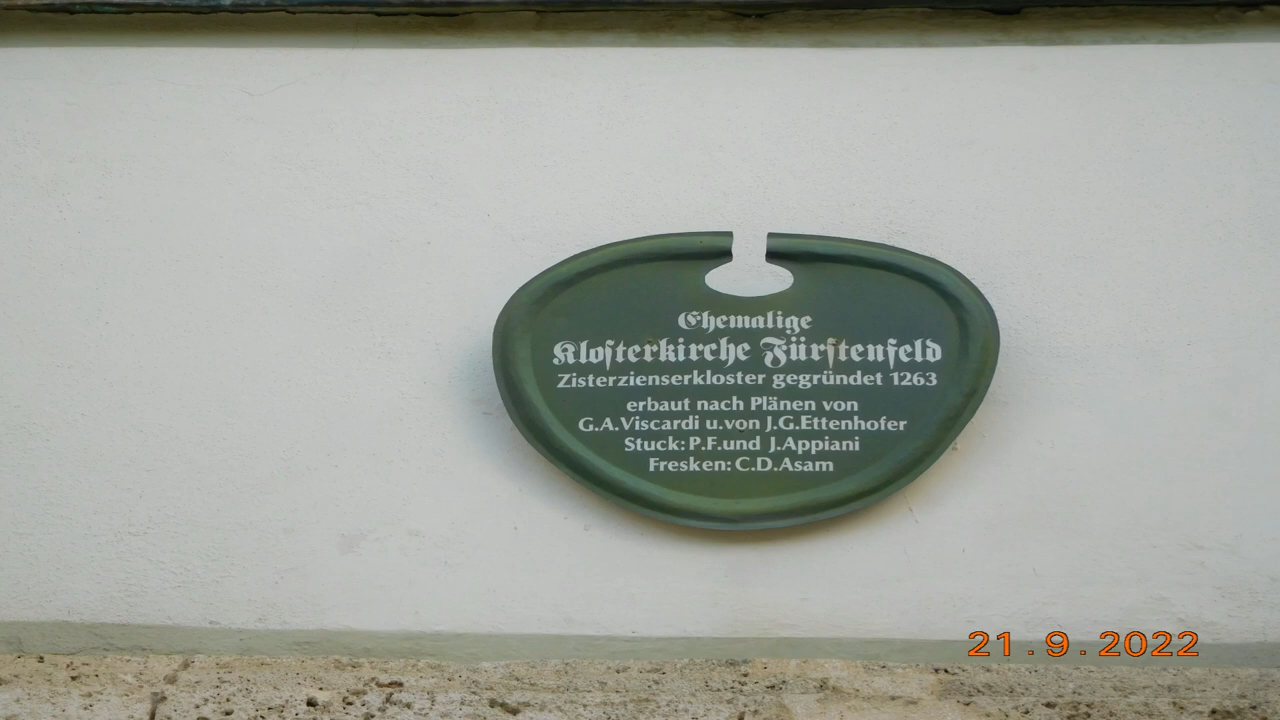 Ehemalige
Klosterkirche Fürstenfeld
Zisterzienserkloster gegründet 1263
erbaut nach Plänen von
G.A.Viscardi u.von J.G.Ettenhofer
Stuck: P.F.und J.Appiani
Fresken: C.D.Asam
21.9.2022